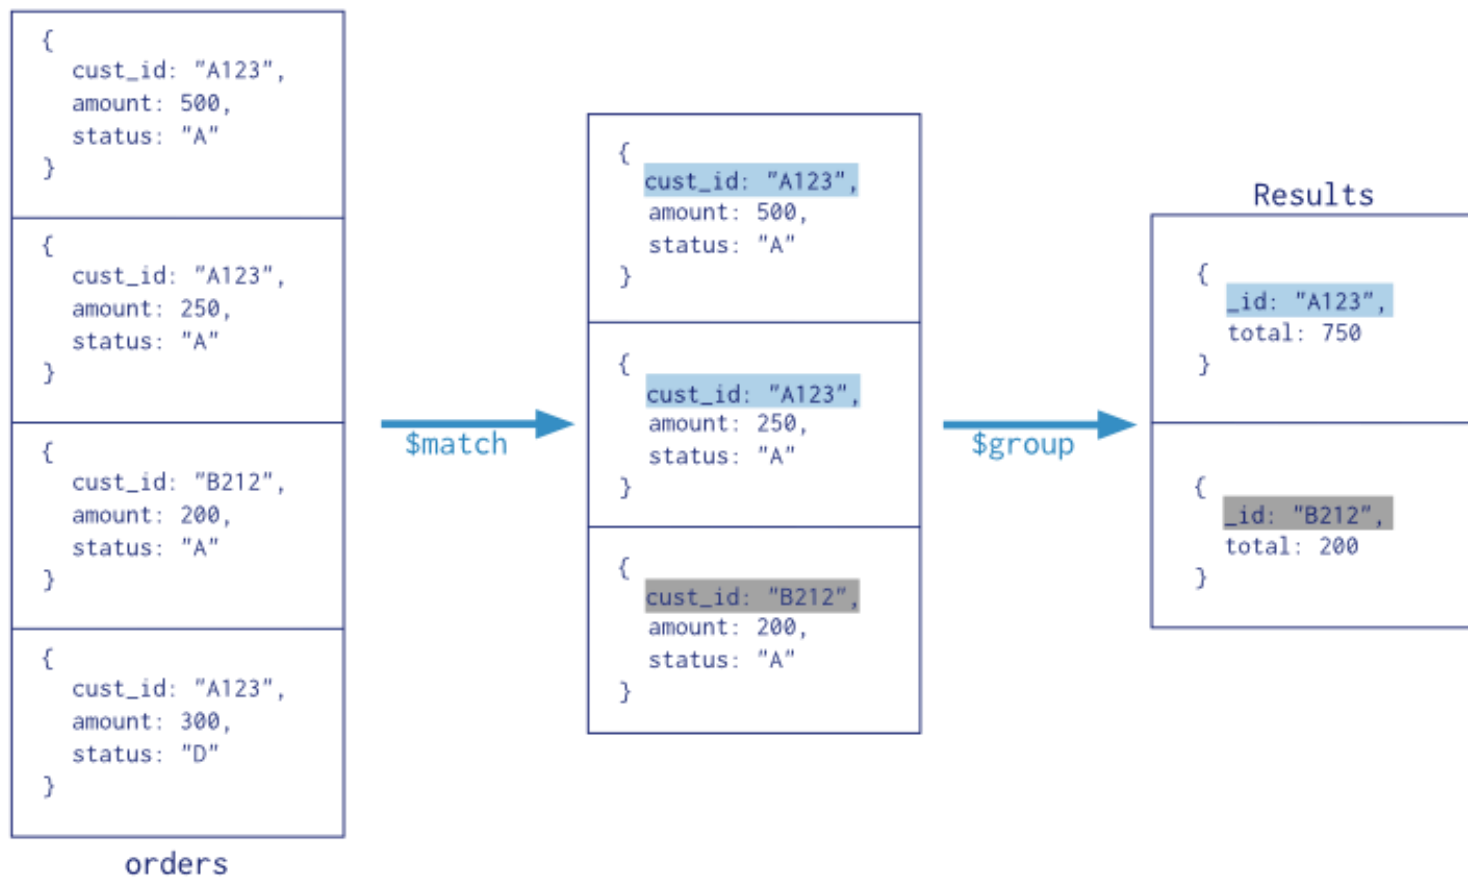 {
cust_id: "A123",
amount: 500,
status: "A"
}
{
cust_id: "A123",
amount: 250,
status: "A"
}
{
cust_id: "B212",
amount: 200,
status: "A"
}
{
cust_id: "A123",
amount: 300,
status: "D"
}
orders
$match
{
cust_id: "A123",
amount: 500,
status: "A"
}
{
cust_id: "A123",
amount: 250,
status: "A"
}
{
cust_id: "B212",
amount: 200,
status: "A"
}
$group
Results
{
_id: "A123",
total: 750
}
{
_id: "B212",
total: 200
}